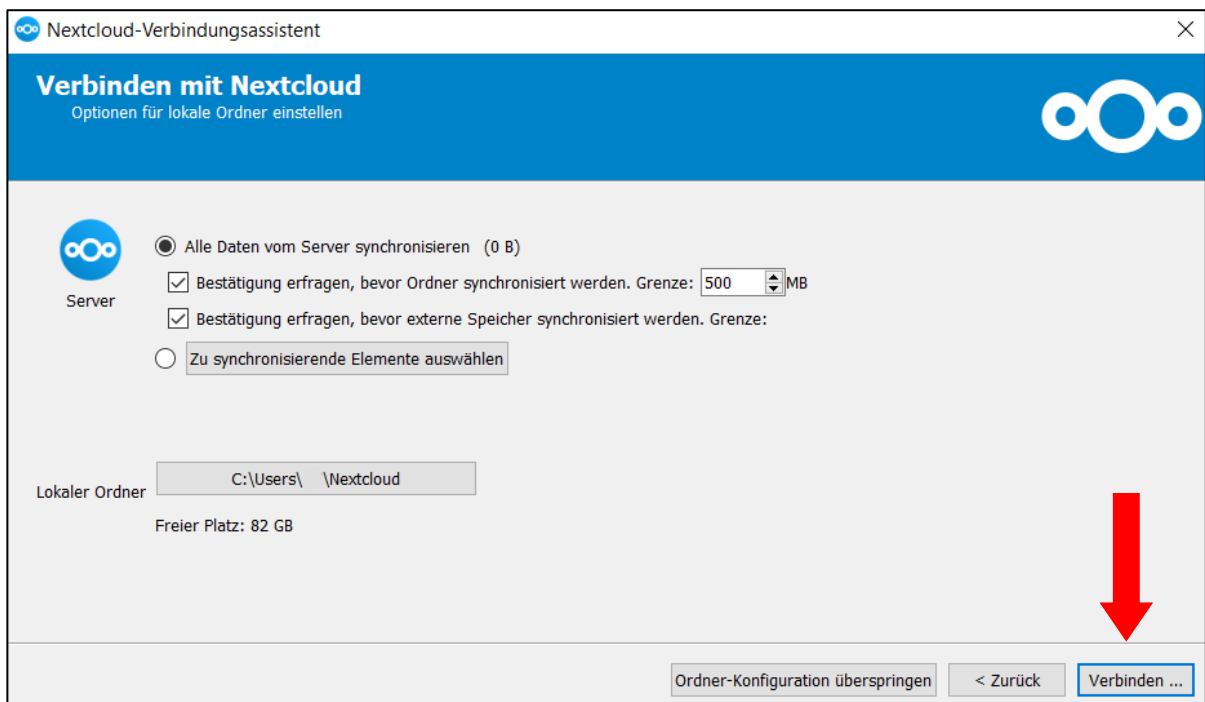 Nextcloud-Verbindungsassistent
Verbinden mit Nextcloud
Optionen für lokale Ordner einstellen
Alle Daten vom Server synchronisieren (0 B)
Bestätigung erfragen, bevor Ordner synchronisiert werden. Grenze: 500 MB
Server
Bestätigung erfragen, bevor externe Speicher synchronisiert werden. Grenze:
Zu synchronisierende Elemente auswählen
Lokaler Ordner C:\Users\ \Nextcloud
Freier Platz: 82 GB
Ordner-Konfiguration überspringen < Zurück Verbinden ...